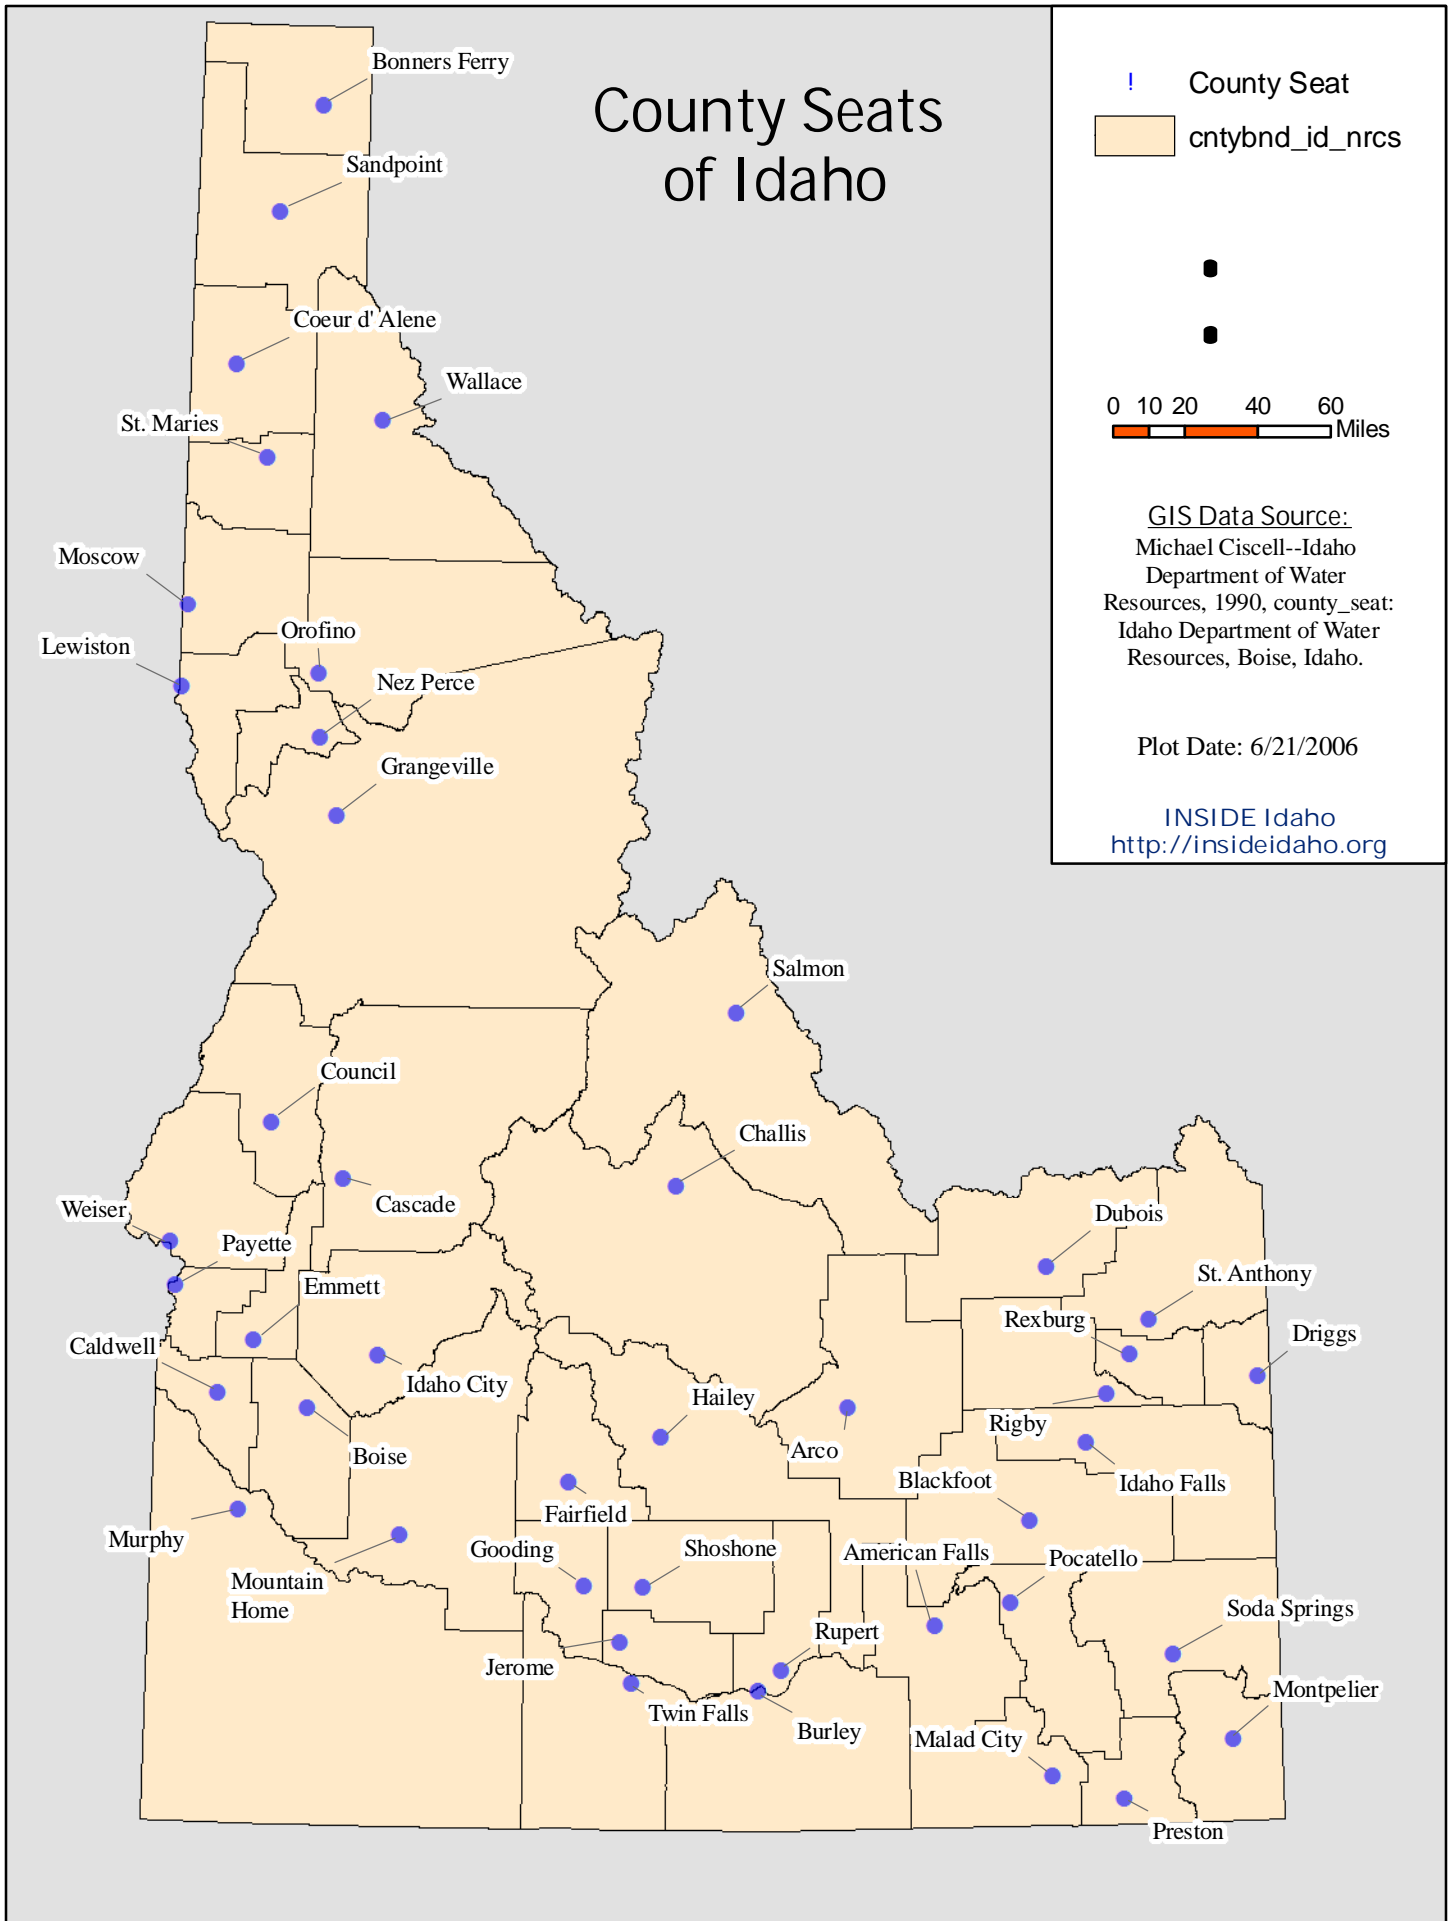 County Seats
of Idaho
! County Seat
cntybnd_id_nrcs
0 10 20 40 60
Miles
GIS Data Source:
Michael Ciscell--Idaho
Department of Water
Resources, 1990, county_seat:
Idaho Department of Water
Resources, Boise, Idaho.
Plot Date: 6/21/2006
INSIDE Idaho
http://insideidaho.org
Bonners Ferry
Sandpoint
Coeur d' Alene
Wallace
St. Maries
Moscow
Orofino
Lewiston
Nez Perce
Grangeville
Salmon
Council
Challis
Cascade
Weiser
Payette
Dubois
Emmett
St. Anthony
Rexburg
Driggs
Caldwell
Idaho City
Hailey
Rigby
Boise
Arco
Blackfoot
Idaho Falls
Fairfield
Murphy
Gooding
Shoshone
American Falls
Pocatello
Mountain
Home
Soda Springs
Rupert
Jerome
Montpelier
Twin Falls
Burley
Malad City
Preston